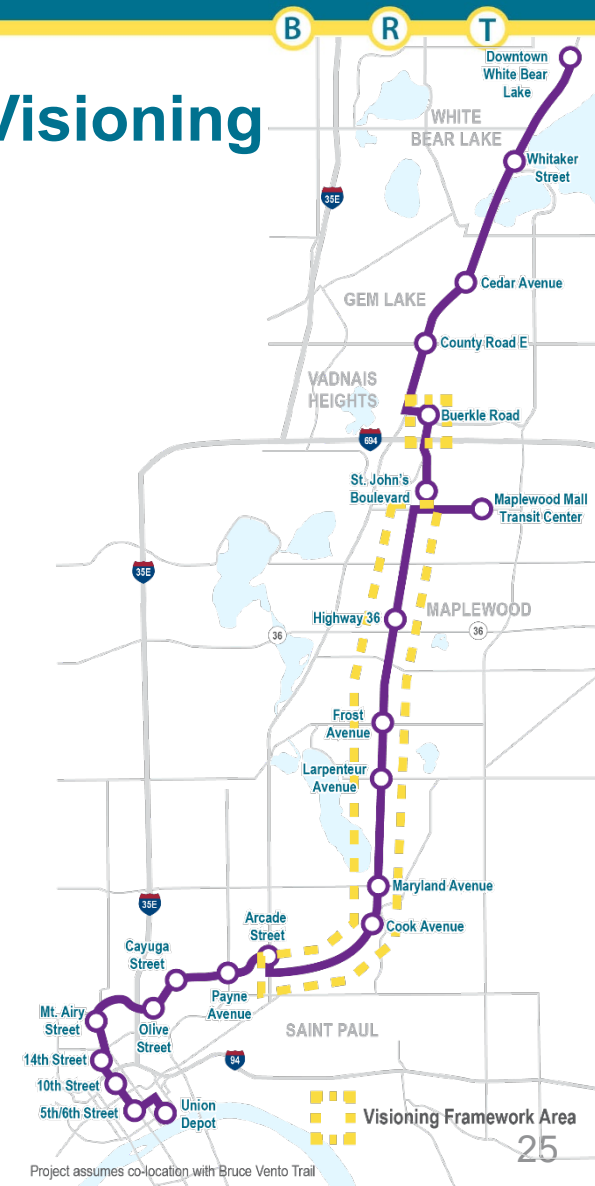 B R T
Visioning
Downtown
White Bear
Lake
WHITE
BEAR LAKE
Whitaker
Street
35E
Cedar Avenue
GEM LAKE
County Road E
VADNAIS
HEIGHTS
Buerkle Road
694
St. John's
Boulevard
Maplewood Mall
Transit Center
35E
MAPLEWOOD
Highway 36
36
36
Frost
Avenue
Larpenteur
Avenue
Maryland Avenue
35E
Arcade
Street
Cook Avenue
Cayuga
Street
Payne
Avenue
Mt. Airy
Street
Olive
Street
SAINT PAUL
14th Street
94
10th Street
5th/6th Street
Union
Depot
Visioning Framework Area
25
Project assumes co-location with Bruce Vento Trail